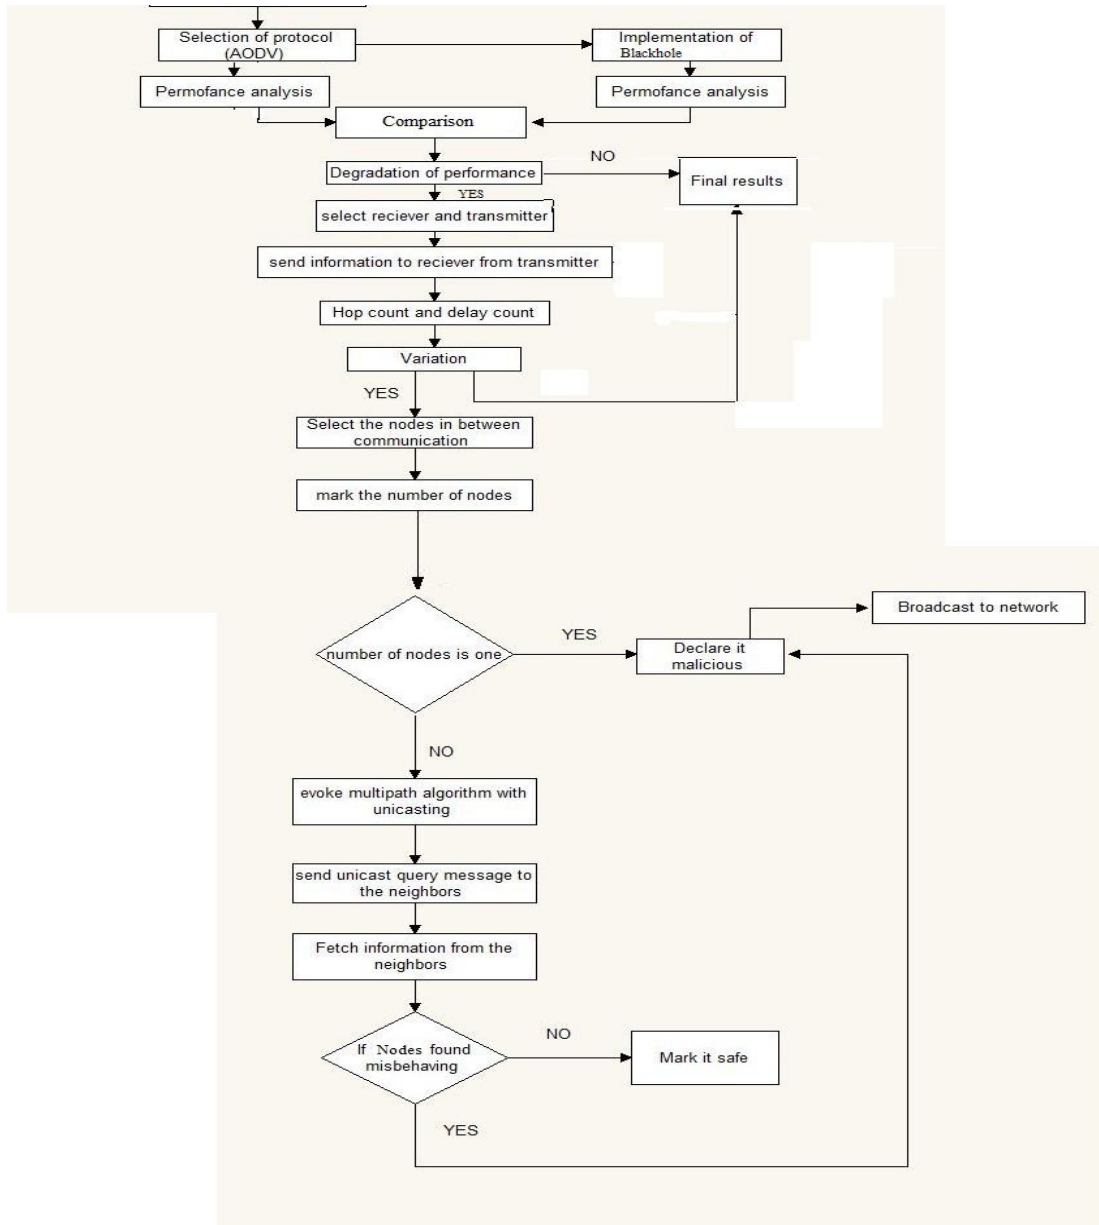 Selection of protocol
(AODV)
Implementation of
Blackhole
Permofance analysis
Permofance analysis
Comparison
Degradation of performance
NO
Final results
YES
select reciever and transmitter
send information to reciever from transmitter
Hop count and delay count
Variation
YES
Select the nodes in between
communication
mark the number of nodes
number of nodes is one
YES
Declare it
malicious
Broadcast to network
NO
evoke multipath algorithm with
unicasting
send unicast query message to
the neighbors
Fetch information from the
neighbors
If Nodes found
misbehaving
NO
Mark it safe
YES